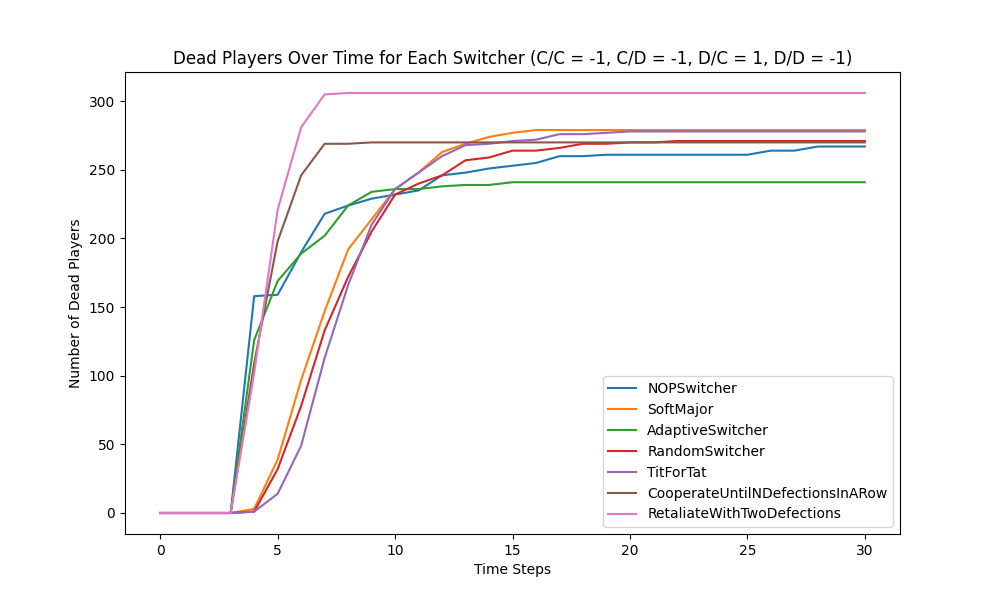 Dead Players Over Time for Each Switcher (C/C = -1, C/D = -1, D/C = 1, D/D = -1)
Number of Dead Players
300
250
200
150
100
50
0
NOPSwitcher
SoftMajor
AdaptiveSwitcher
RandomSwitcher
TitForTat
CooperateUntilNDefectionsInARow
RetaliateWithTwoDefections
0 5 10 15 20 25 30
Time Steps